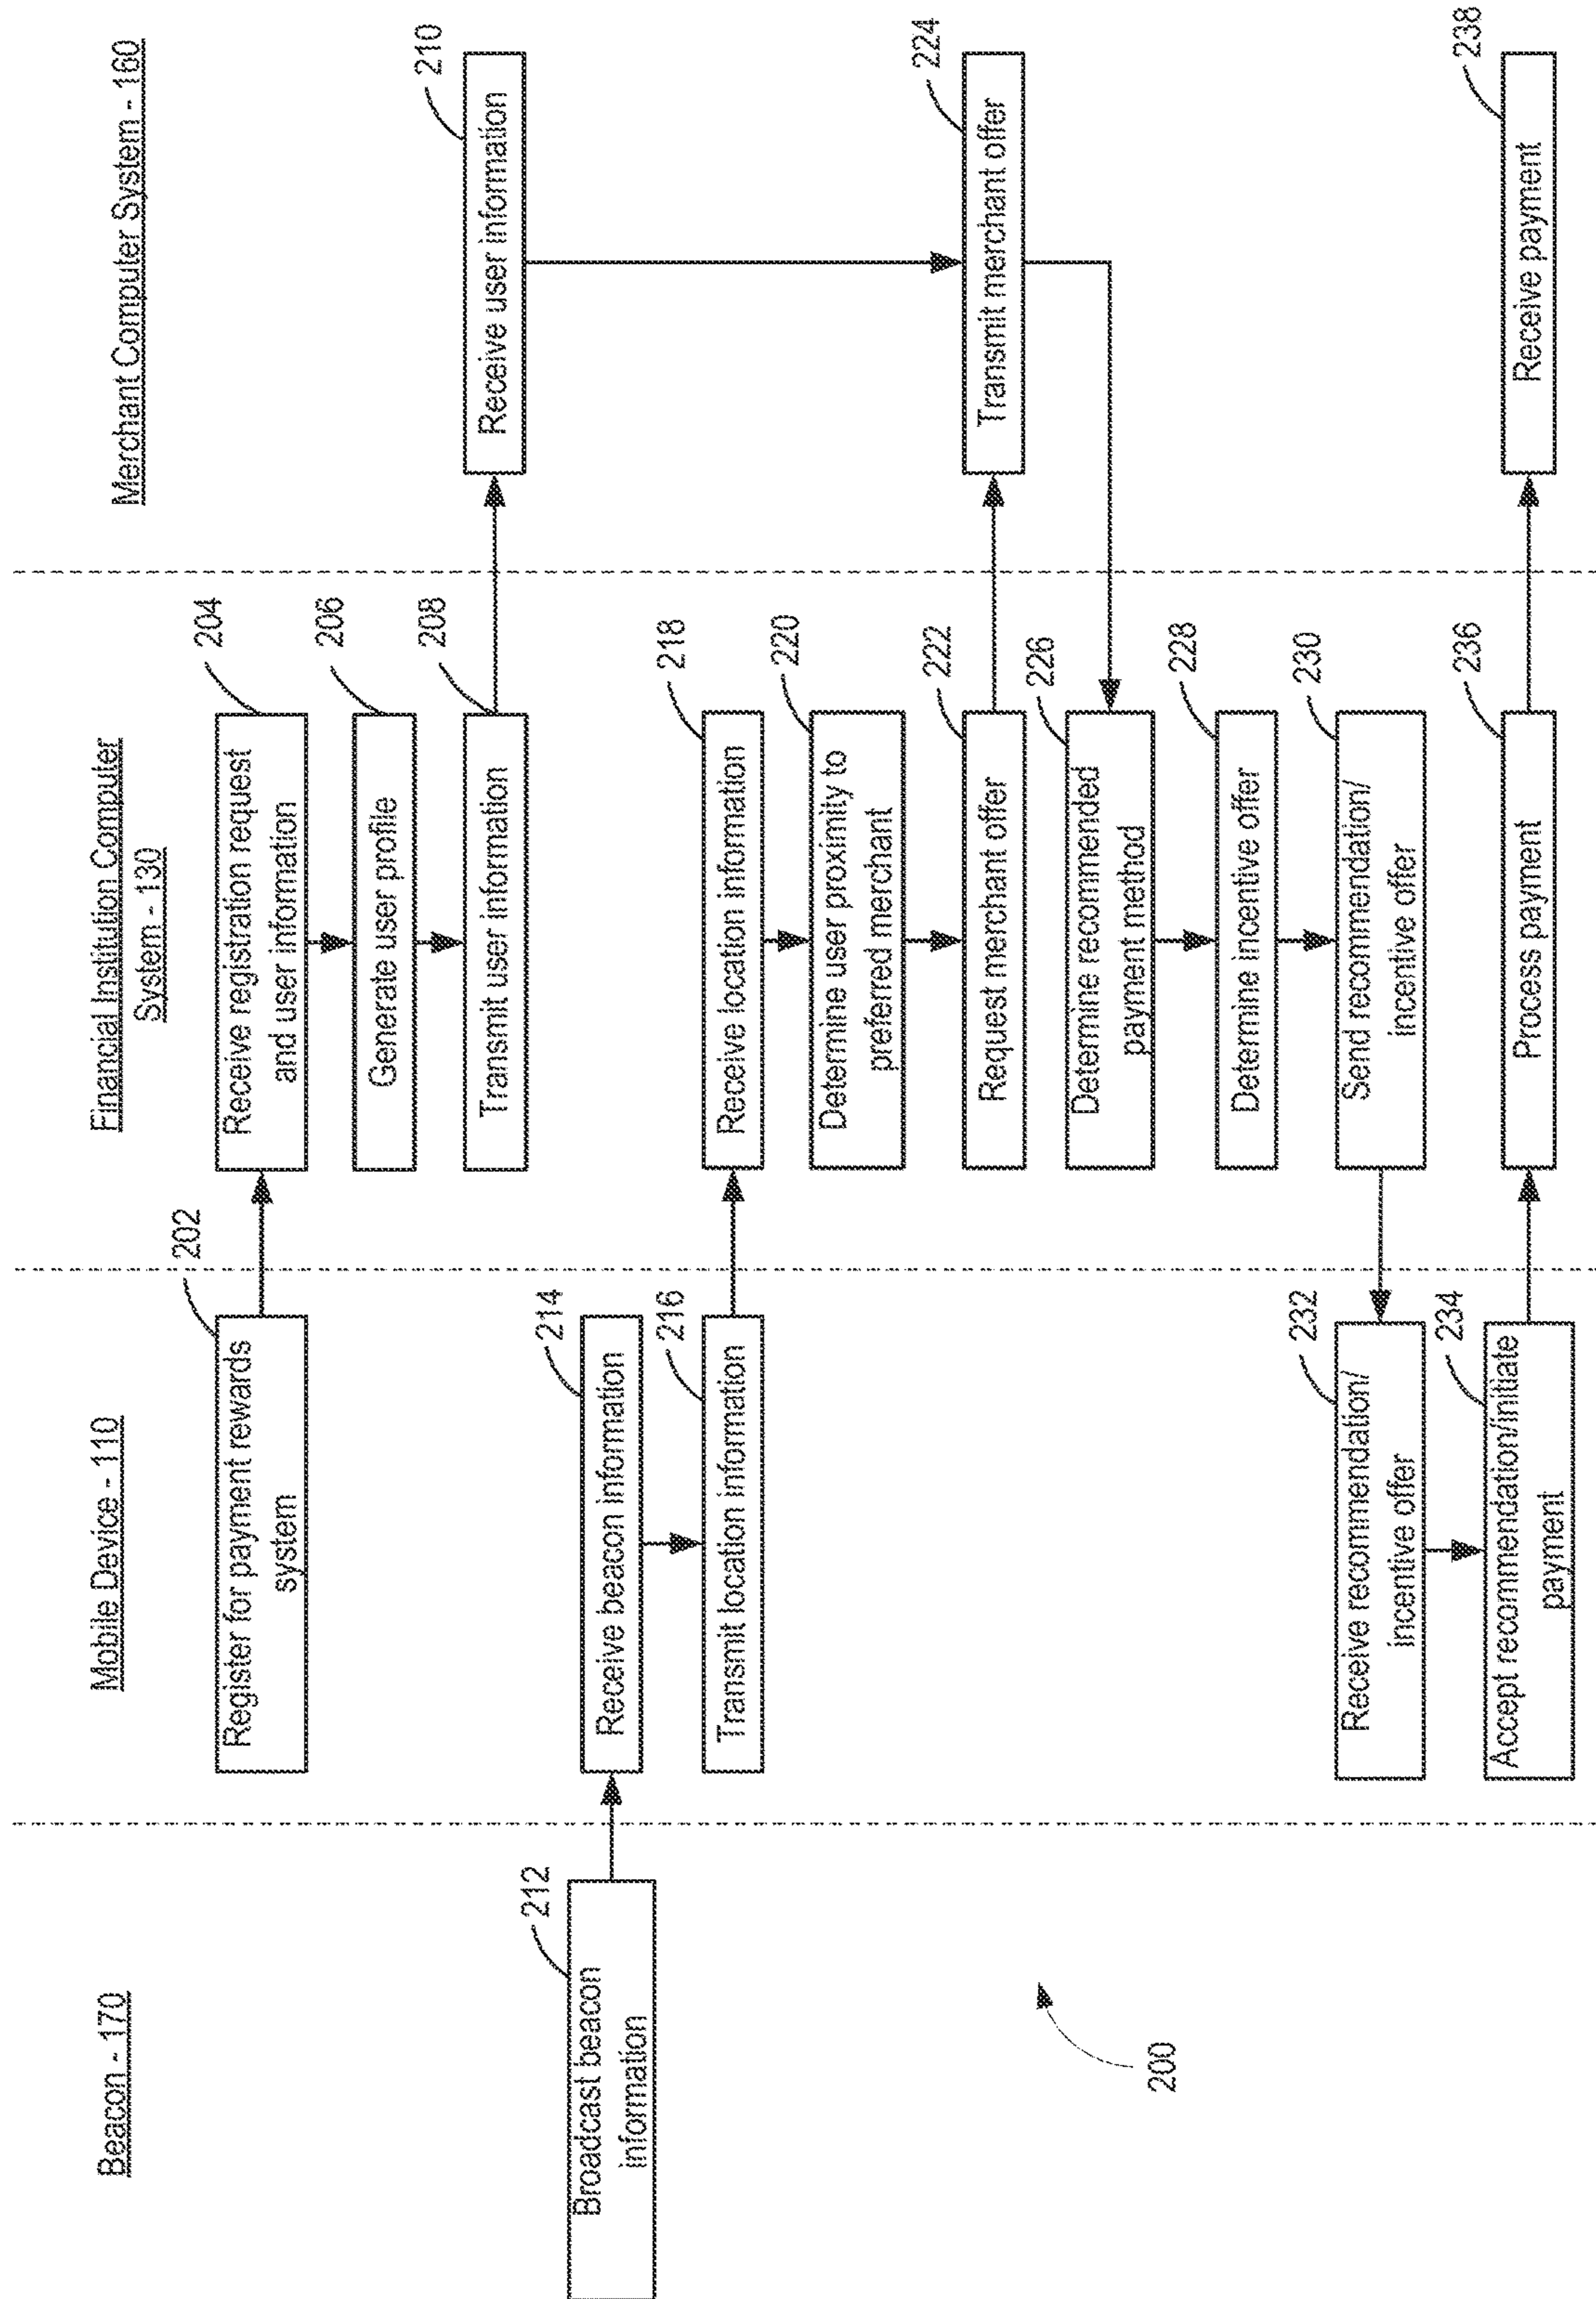 Beacon - 170
Mobile Device - 110
Financial Institution Computer
System - 130
Merchant Computer System - 160
202
Register for payment rewards
system
204
Receive registration request
and user information
206
Generate user profile
208
Transmit user information
210
Receive user information
212
Broadcast beacon
information
214
Receive beacon information
216
Transmit location information
218
Receive location information
220
Determine user proximity to
preferred merchant
222
Request merchant offer
224
Transmit merchant offer
226
Determine recommended
payment method
228
Determine incentive offer
230
Send recommendation/
incentive offer
232
Receive recommendation/
incentive offer
234
Accept recommendation/initiate
payment
236
Process payment
238
Receive payment
200